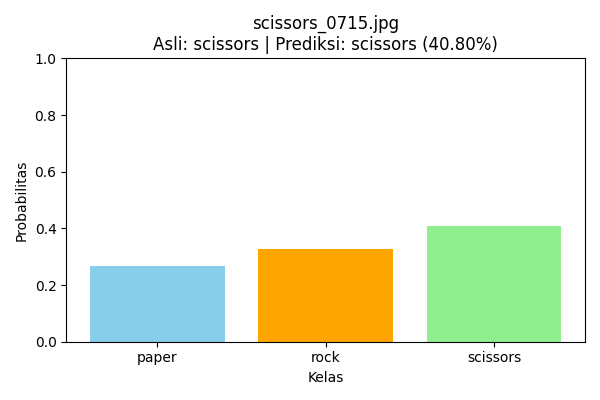 scissors_0715.jpg
Asli: scissors | Prediksi: scissors (40.80%)
1.0
0.8
0.6
0.4
0.2
0.0
Probabilitas
paper rock scissors
Kelas